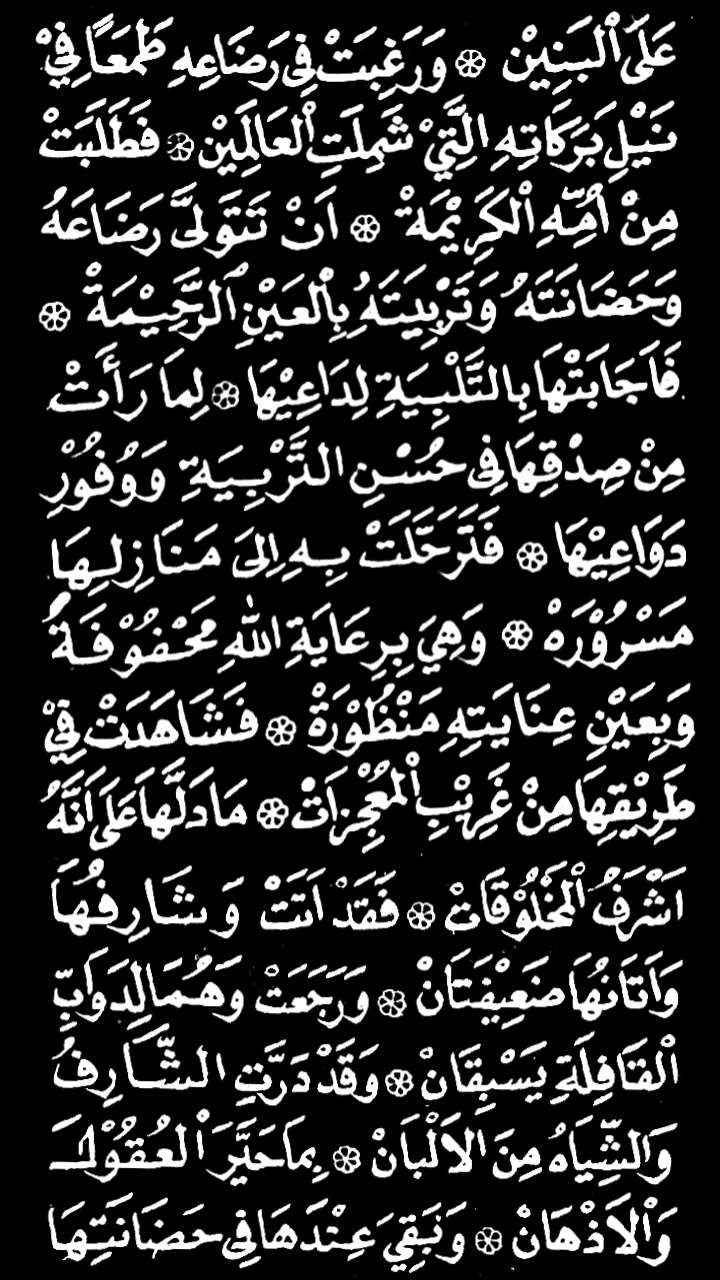 عَلَى الْبَنِيْنِ ۞ وَرَغِبَتْ فِى رَضَاعِهِ طَمَعًا فِيْ
نَيْلِ بَرَكَاتِهِ الَّتِيْ شَمِلَتِ الْعَالَمِيْنَ ۞ فَطَلَبَتْ
مِنْ اُمِّهِ الْكَرِيْمَةْ ۞ اَنْ تَتَوَلَّى رَضَاعَهُ
وَحَضَانَتَهُ وَتَرْبِيَتَهُ بِالْعَيْنِ الرَّحِيْمَةْ ۞
فَاَجَابَتْهَا بِالتَّلْبِيَةِ لِدَاعِيْهَا ۞ لِمَا رَأَتْ
مِنْ صِدْقِهَا فِى حُسْنِ التَّرْبِيَةِ وَوُفُوْرِ
دَوَاعِيْهَا ۞ فَتَرَحَّلَتْ بِهِ اِلَى مَنَازِلِهَا
مَسْرُوْرَةْ ۞ وَهِيَ بِرِعَايَةِ اللهِ مَحْفُوْفَةٌ
وَبِعَيْنِ عِنَايَتِهِ مَنْظُوْرَةْ ۞ فَشَاهَدَتْ فِيْ
طَرِيْقِهَا مِنْ غَرِيْبِ الْمُعْجِزَاتْ ۞ مَادَلَّهَا عَلَى اَنَّهُ
اَشْرَفُ الْمَخْلُوْقَاتْ ۞ فَقَدْ اَتَتْ وَشَارِفُهَا
وَاَتَانُهَا ضَعِيْفَتَانْ ۞ وَرَجَعَتْ وَهُمَا لِدَوَابِّ
الْقَافِلَةِ يَسْبِقَانْ ۞ وَقَدْ دَرَّتِ الشَّارِفُ
وَالشِّيَاهُ مِنَ الْاَلْبَانْ ۞ بِمَا حَيَّرَ الْعُقُوْلَ
وَالْاَذْهَانْ ۞ وَبَقِيَ عِنْدَهَا فِى حَضَانَتِهَا